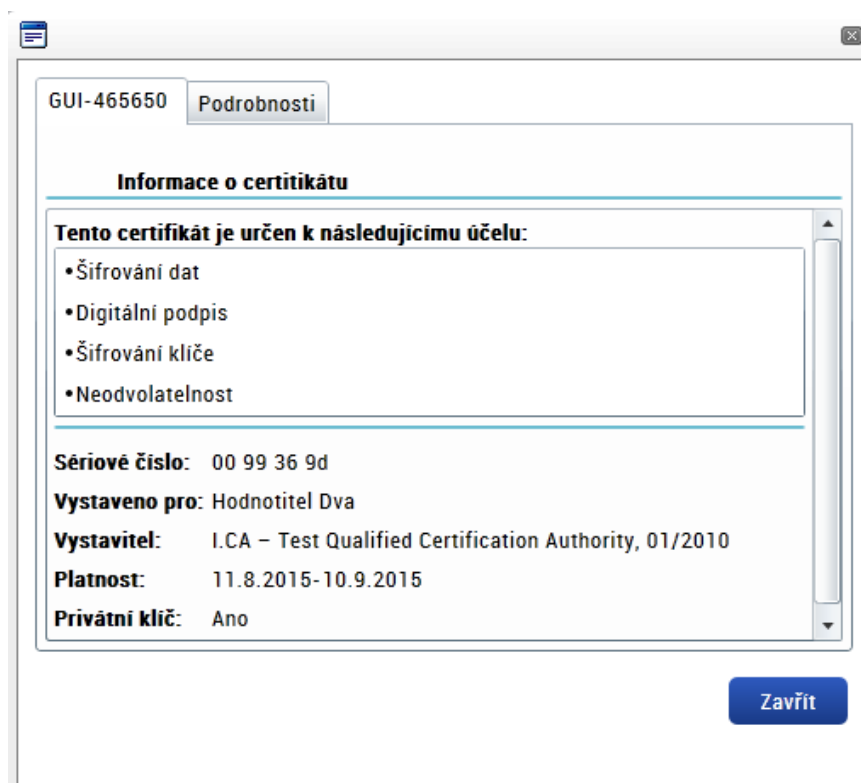 GUI-465650
Podrobnosti
Informace o certitikátu
Tento certifikát je určen k následujícímu účelu:
•Šifrování dat
•Digitální podpis
•Šifrování klíče
•Neodvolatelnost
Sériové číslo: 00 99 36 9d
Vystaveno pro: Hodnotitel Dva
Vystavitel: I.CA – Test Qualified Certification Authority, 01/2010
Platnost: 11.8.2015-10.9.2015
Privátní klíč: Ano
Zavřít